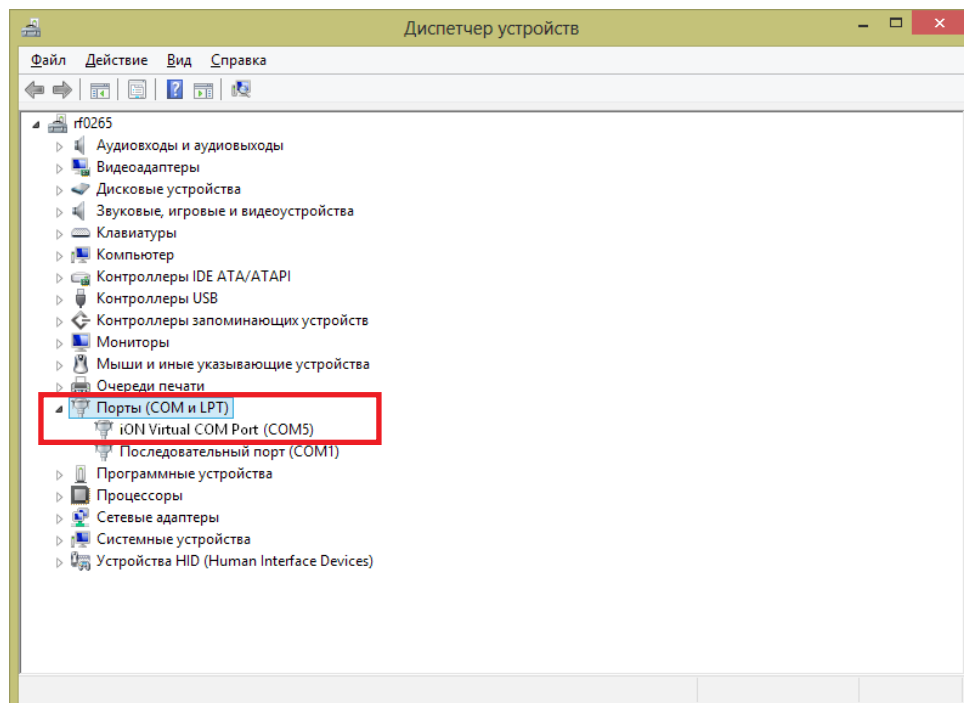 Диспетчер устройств
Файл Действие Вид Справка
rf0265
Аудиовходы и аудиовыходы
Видеоадаптеры
Дисковые устройства
Звуковые, игровые и видеоустройства
Клавиатуры
Компьютер
Контроллеры IDE ATA/ATAPI
Контроллеры USB
Контроллеры запоминающих устройств
Мониторы
Мыши и иные указывающие устройства
Очереди печати
Порты (COM и LPT)
iON Virtual COM Port (COM5)
Последовательный порт (COM1)
Программные устройства
Процессоры
Сетевые адаптеры
Системные устройства
Устройства HID (Human Interface Devices)